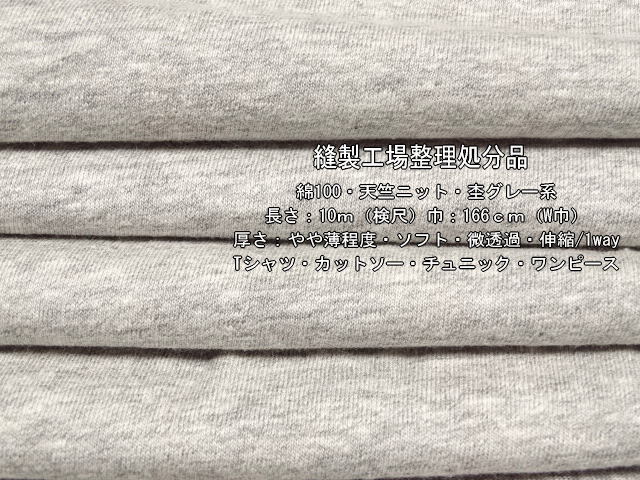 縫製工場整理処分品
綿100・天竺ニット・杢グレー系
長さ：10ｍ（検尺）巾：166ｃｍ（W巾）
厚さ：やや薄程度・ソフト・微透過・伸縮/1way
Tシャツ・カットソー・チュニック・ワンピース